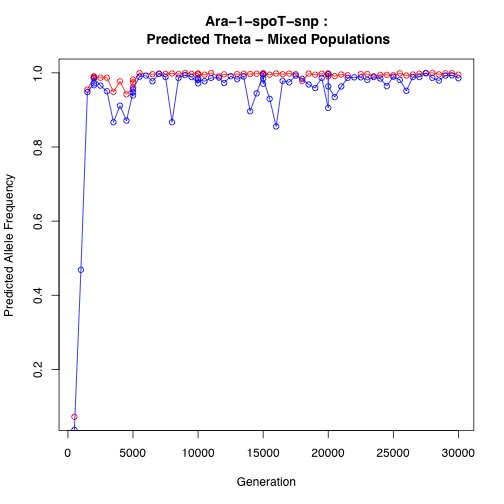 Ara−1−spoT−snp :
Predicted Theta − Mixed Populations
Predicted Allele Frequency
1.0
0.8
0.6
0.4
0.2
0 5000 10000 15000 20000 25000 30000
Generation